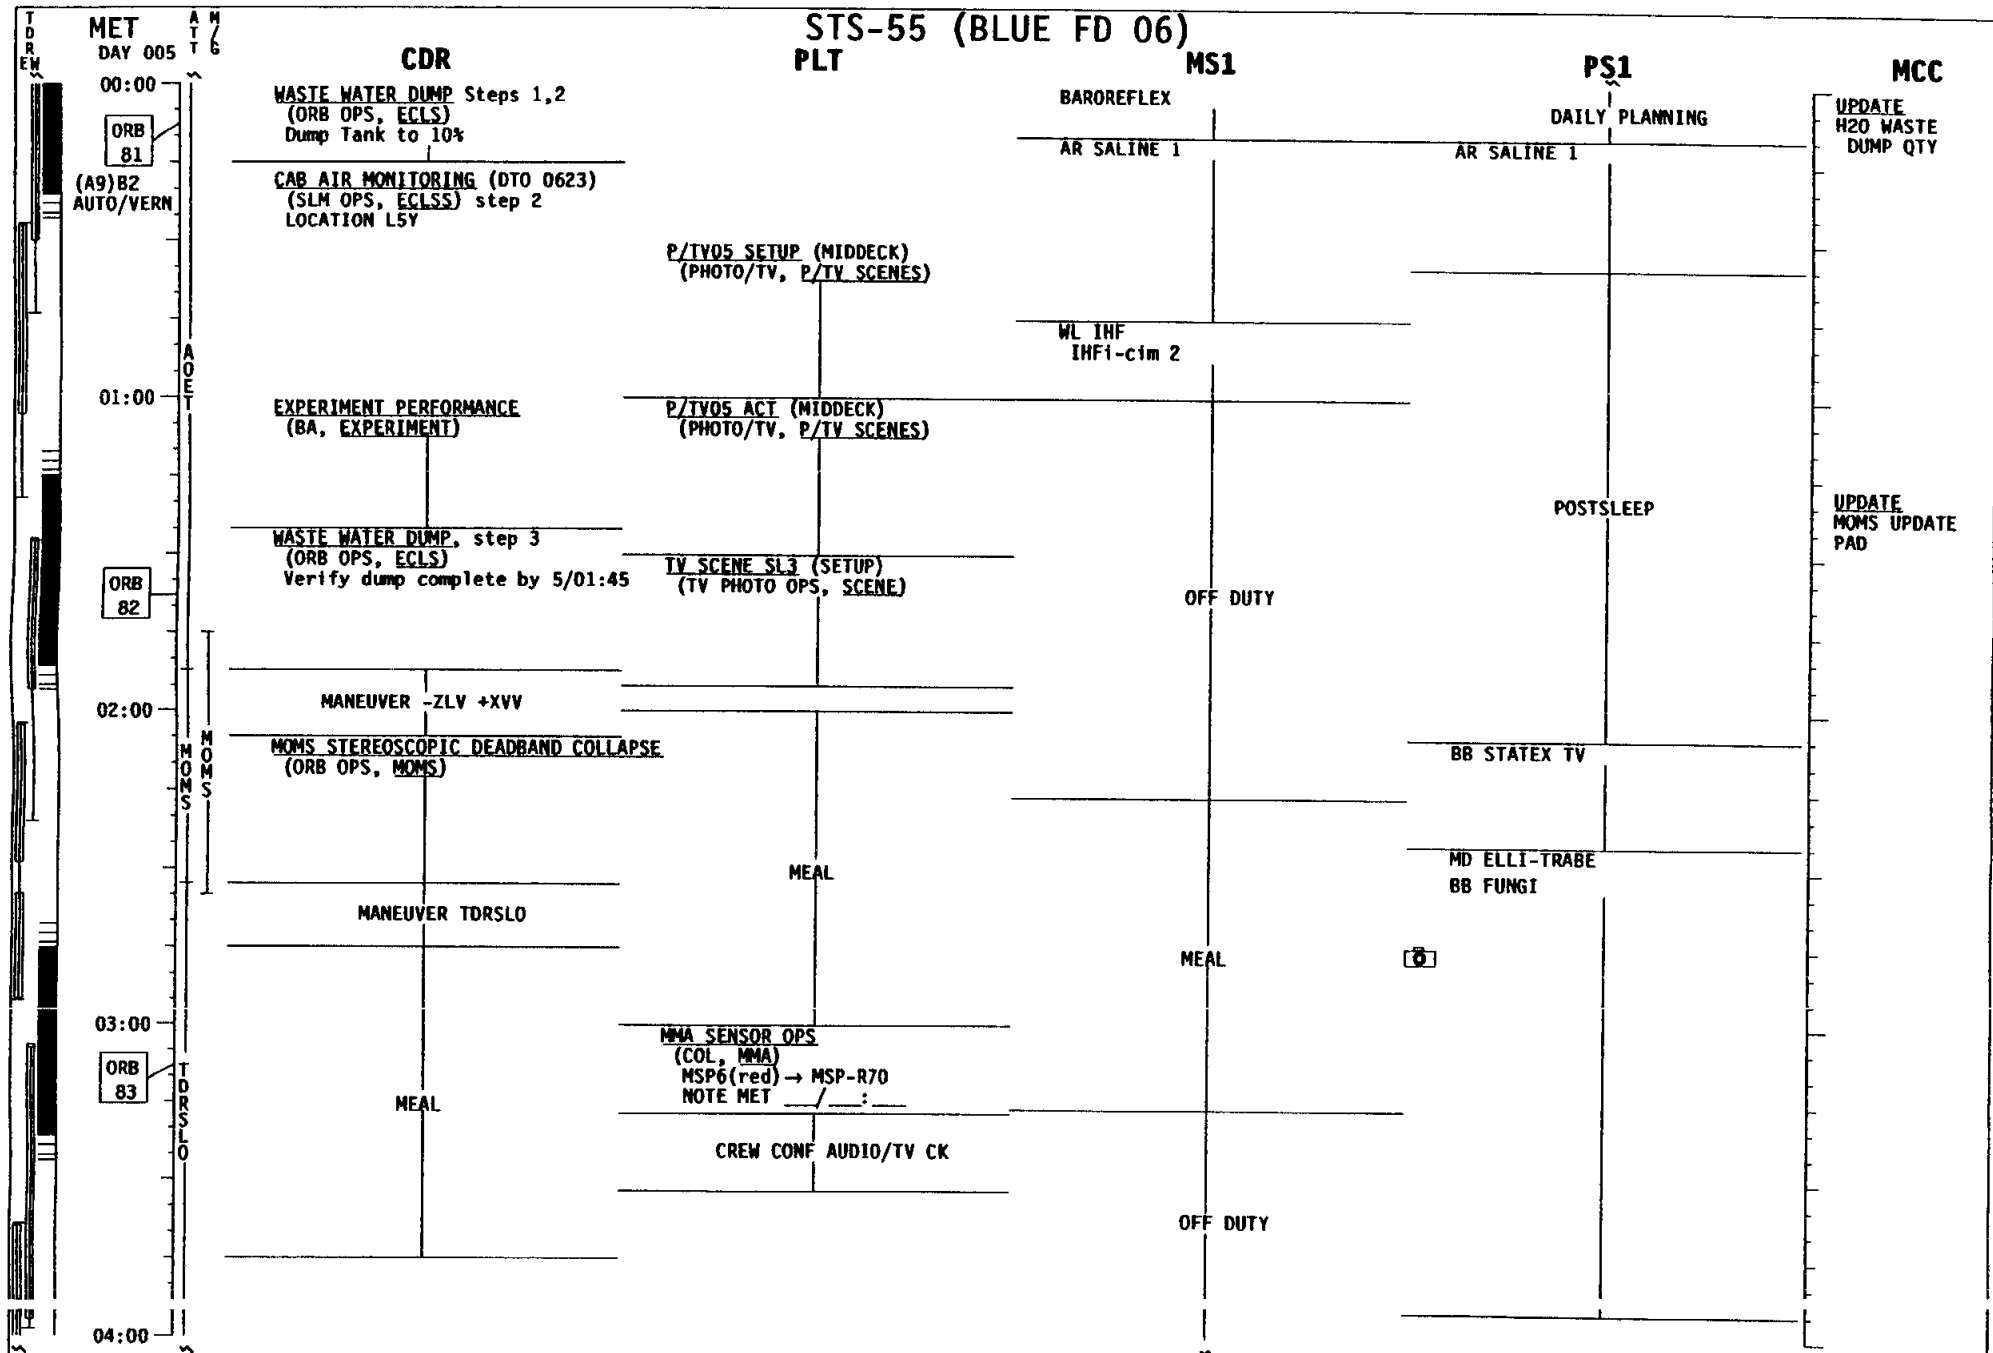 STS-55 (BLUE FD 06)
TDRE
W
MET
DAY 005
ATT
M/G
CDR
PLT
MS1
PS1
MCC
00:00
ORB
81
(A9)B2
AUTO/VERN
AOET
01:00
ORB
82
MOMS
MOMS
02:00
03:00
ORB
83
TDRSLO
04:00
WASTE WATER DUMP Steps 1,2
(ORB OPS, ECLS)
Dump Tank to 10%
CAB AIR MONITORING (DTO 0623)
(SLM OPS, ECLSS) step 2
LOCATION L5Y
EXPERIMENT PERFORMANCE
(BA, EXPERIMENT)
WASTE WATER DUMP, step 3
(ORB OPS, ECLS)
Verify dump complete by 5/01:45
MANEUVER -ZLV +XVV
MOMS STEREOSCOPIC DEADBAND COLLAPSE
(ORB OPS, MOMS)
MANEUVER TDRSLO
MEAL
P/TV05 SETUP (MIDDECK)
(PHOTO/TV, P/TV SCENES)
P/TV05 ACT (MIDDECK)
(PHOTO/TV, P/TV SCENES)
TV SCENE SL3 (SETUP)
(TV PHOTO OPS, SCENE)
MEAL
MMA SENSOR OPS
(COL, MMA)
MSP6(red) → MSP-R70
NOTE MET ___/___:___
CREW CONF AUDIO/TV CK
BAROREFLEX
AR SALINE 1
WL IHF
IHFi-cim 2
OFF DUTY
MEAL
OFF DUTY
DAILY PLANNING
AR SALINE 1
POSTSLEEP
BB STATEX TV
MD ELLI-TRABE
BB FUNGI
UPDATE
H2O WASTE
DUMP QTY
UPDATE
MOMS UPDATE
PAD